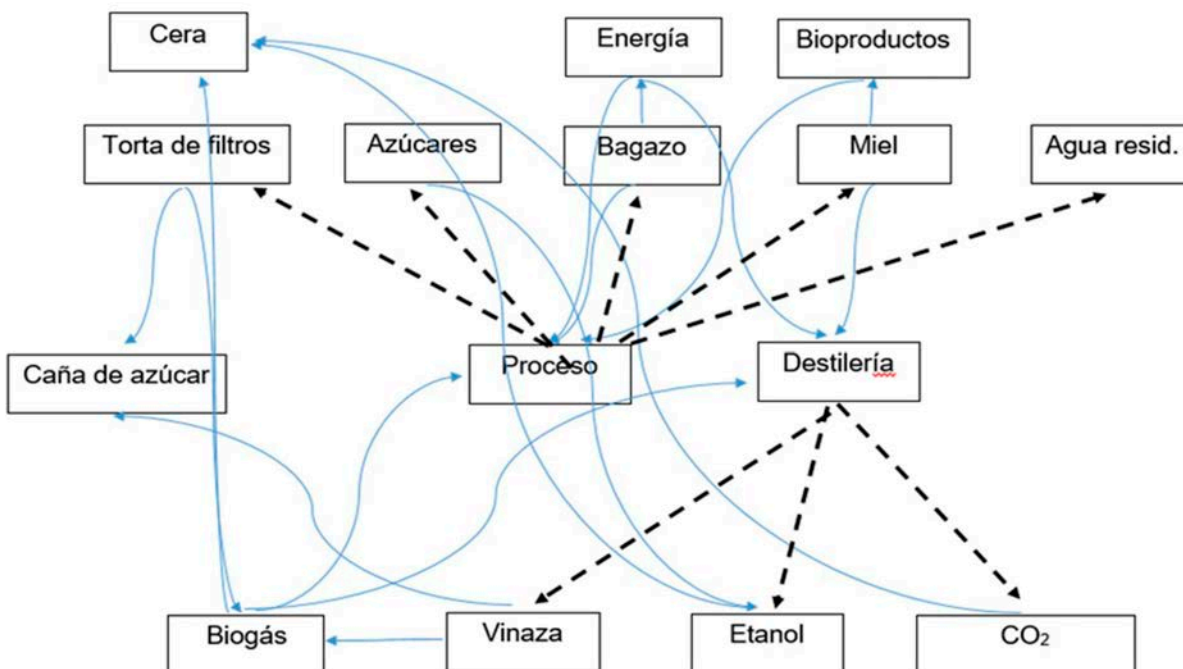 Cera
Energía
Bioproductos
Torta de filtros
Azúcares
Bagazo
Miel
Agua resid.
Caña de azúcar
Proceso
Destilería
Biogás
Vinaza
Etanol
CO₂